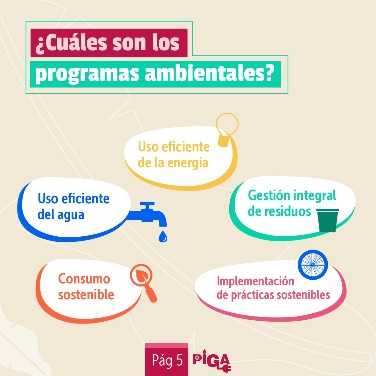 ¿Cuáles son los
programas ambientales?
Uso eficiente
de la energía
Uso eficiente
del agua
Gestión integral
de residuos
Consumo
sostenible
Implementación
de prácticas sostenibles
Pág 5
PIGA